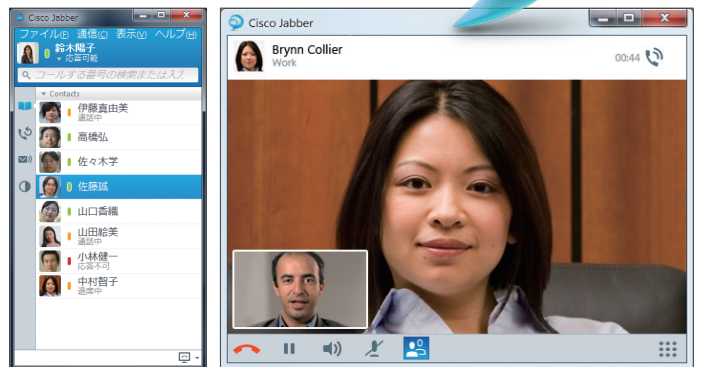 Cisco Jabber
ファイル(F) 通信(C) 表示(V) ヘルプ(H)
鈴木陽子
応答可能
コールする番号の検索または入力
Contacts
伊藤真由美
通話中
高橋弘
佐々木学
佐藤誠
山口香織
山田絵美
通話中
小林健一
応答不可
中村智子
退席中
Cisco Jabber
Brynn Collier
Work
00:44